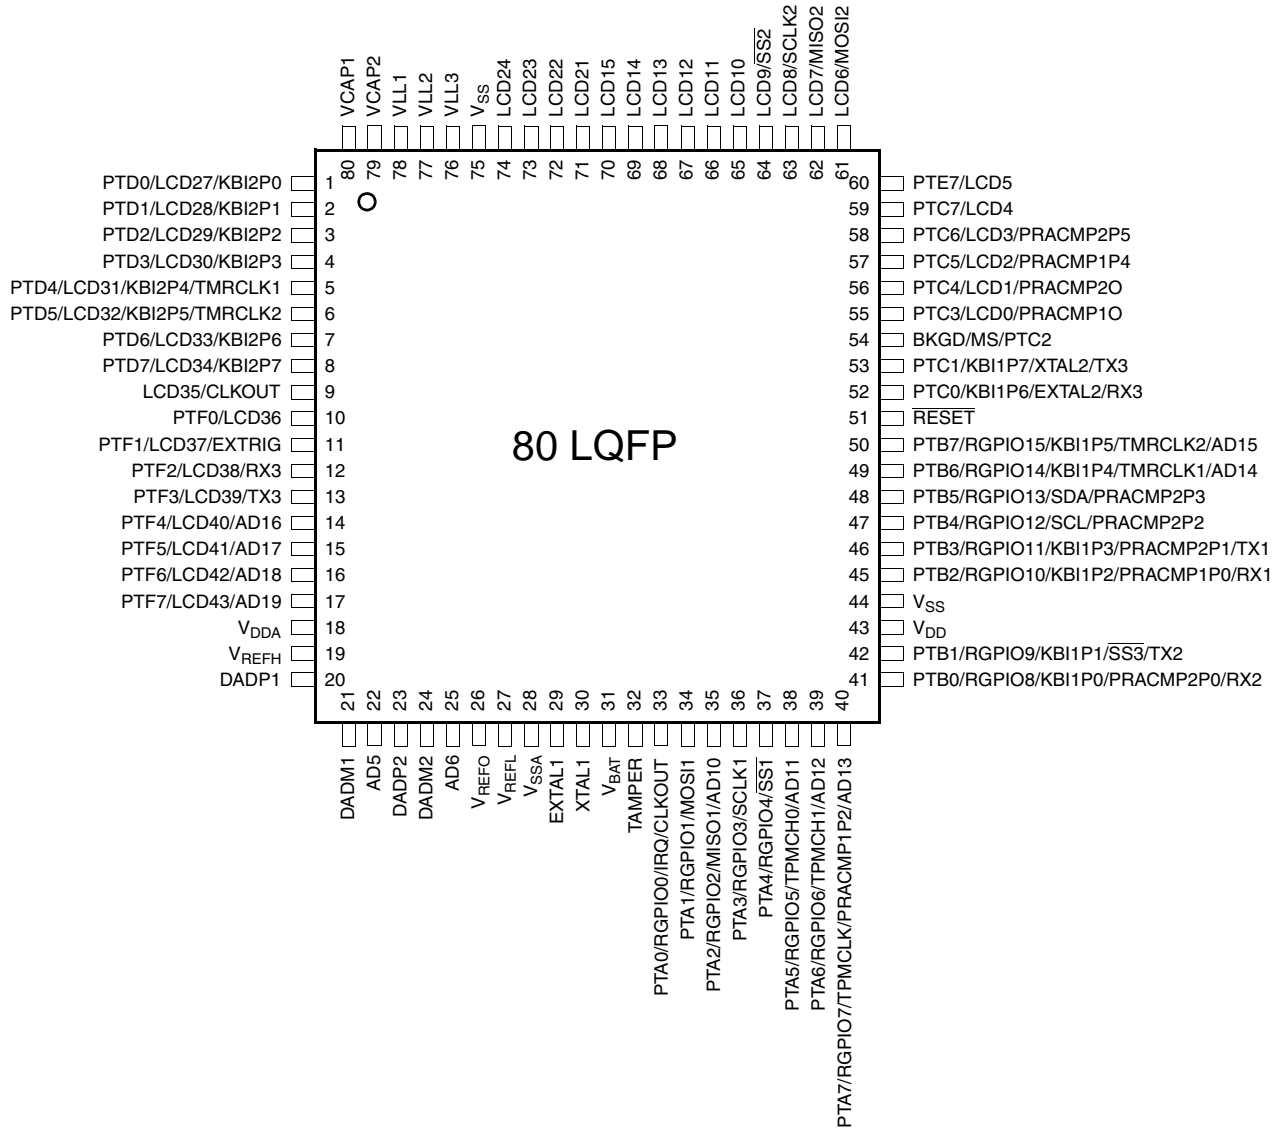 VCAP1
VCAP2
VLL1
VLL2
VLL3
VSS
LCD24
LCD23
LCD22
LCD21
LCD15
LCD14
LCD13
LCD12
LCD11
LCD10
LCD9/SS2
LCD8/SCLK2
LCD7/MISO2
LCD6/MOSI2
80
79
78
77
76
75
74
73
72
71
70
69
68
67
66
65
64
63
62
61
PTD0/LCD27/KBI2P0 1
PTD1/LCD28/KBI2P1 2
PTD2/LCD29/KBI2P2 3
PTD3/LCD30/KBI2P3 4
PTD4/LCD31/KBI2P4/TMRCLK1 5
PTD5/LCD32/KBI2P5/TMRCLK2 6
PTD6/LCD33/KBI2P6 7
PTD7/LCD34/KBI2P7 8
LCD35/CLKOUT 9
PTF0/LCD36 10
PTF1/LCD37/EXTRIG 11
PTF2/LCD38/RX3 12
PTF3/LCD39/TX3 13
PTF4/LCD40/AD16 14
PTF5/LCD41/AD17 15
PTF6/LCD42/AD18 16
PTF7/LCD43/AD19 17
VDDA 18
VREFH 19
DADP1 20
80 LQFP
60 PTE7/LCD5
59 PTC7/LCD4
58 PTC6/LCD3/PRACMP2P5
57 PTC5/LCD2/PRACMP1P4
56 PTC4/LCD1/PRACMP2O
55 PTC3/LCD0/PRACMP1O
54 BKGD/MS/PTC2
53 PTC1/KBI1P7/XTAL2/TX3
52 PTC0/KBI1P6/EXTAL2/RX3
51 RESET
50 PTB7/RGPIO15/KBI1P5/TMRCLK2/AD15
49 PTB6/RGPIO14/KBI1P4/TMRCLK1/AD14
48 PTB5/RGPIO13/SDA/PRACMP2P3
47 PTB4/RGPIO12/SCL/PRACMP2P2
46 PTB3/RGPIO11/KBI1P3/PRACMP2P1/TX1
45 PTB2/RGPIO10/KBI1P2/PRACMP1P0/RX1
44 VSS
43 VDD
42 PTB1/RGPIO9/KBI1P1/SS3/TX2
41 PTB0/RGPIO8/KBI1P0/PRACMP2P0/RX2
21
22
23
24
25
26
27
28
29
30
31
32
33
34
35
36
37
38
39
40
DADM1
AD5
DADP2
DADM2
AD6
VREFO
VREFL
VSSA
EXTAL1
XTAL1
VBAT
TAMPER
PTA0/RGPIO0/IRQ/CLKOUT
PTA1/RGPIO1/MOSI1
PTA2/RGPIO2/MISO1/AD10
PTA3/RGPIO3/SCLK1
PTA4/RGPIO4/SS1
PTA5/RGPIO5/TPMCH0/AD11
PTA6/RGPIO6/TPMCH1/AD12
PTA7/RGPIO7/TPMCLK/PRACMP1P2/AD13